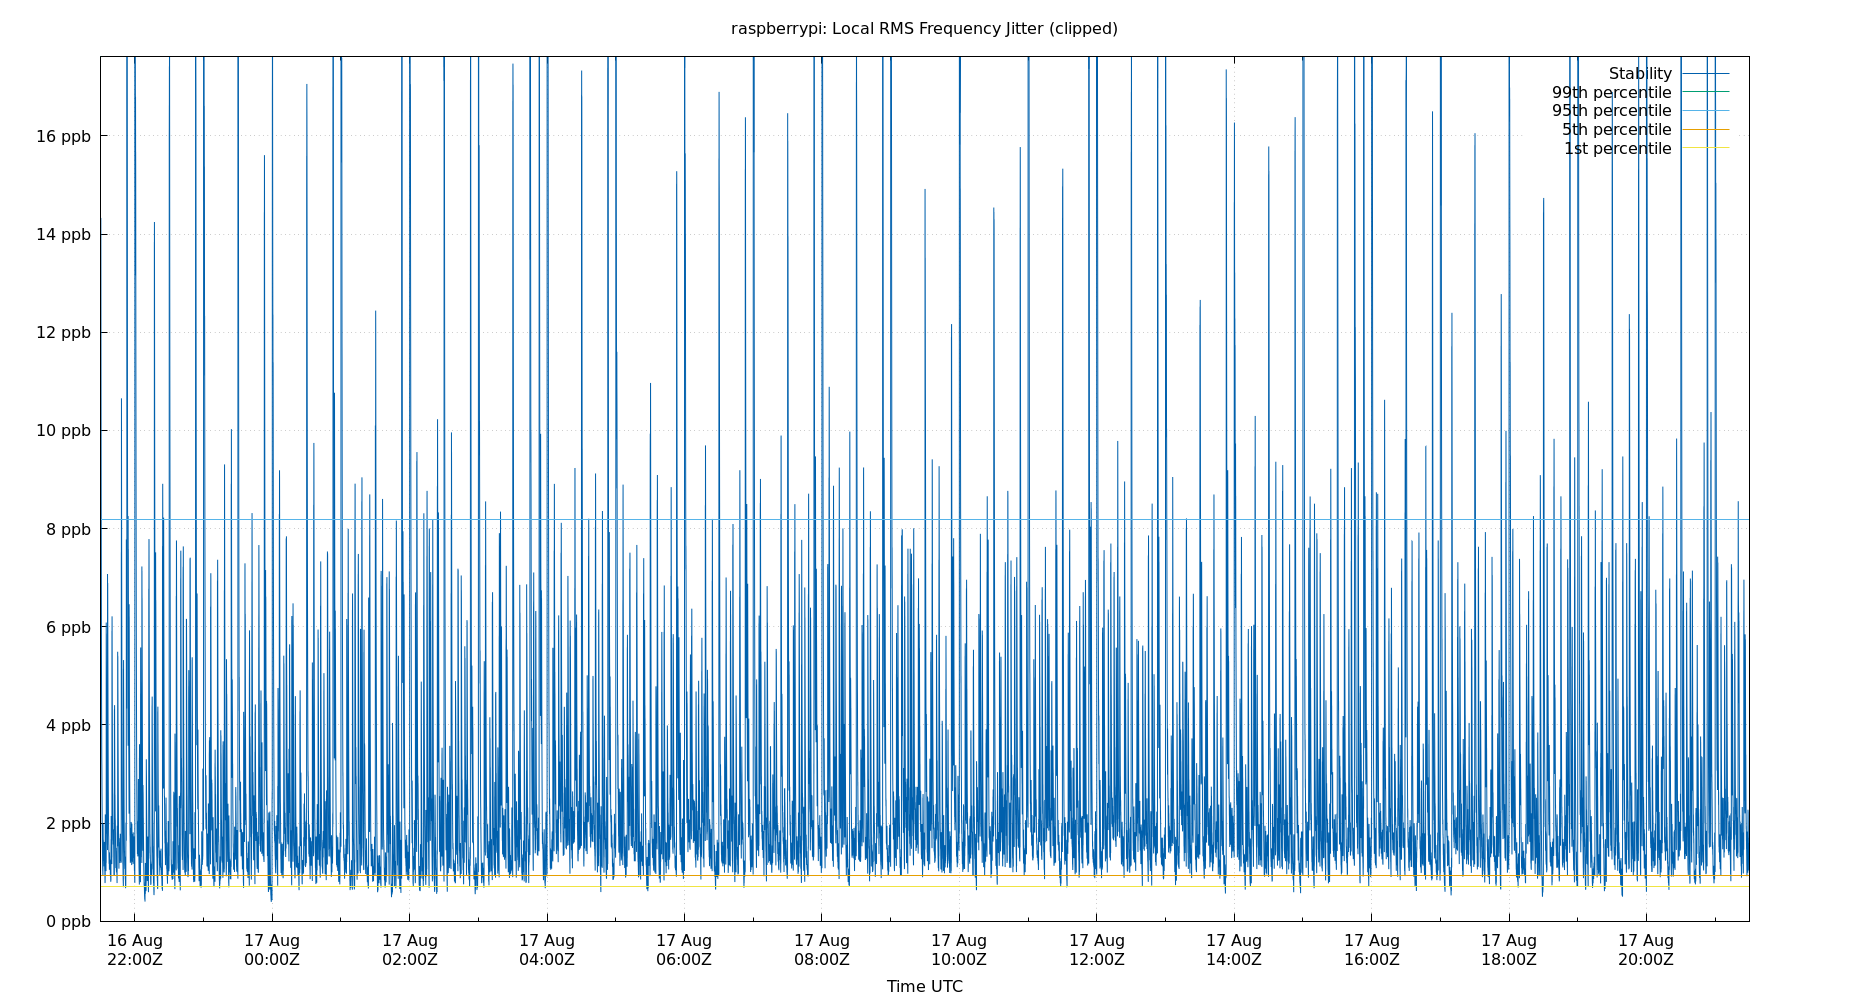 raspberrypi: Local RMS Frequency Jitter (clipped)
Stability
99th percentile
95th percentile
5th percentile
1st percentile
16 ppb
14 ppb
12 ppb
10 ppb
8 ppb
6 ppb
4 ppb
2 ppb
0 ppb
16 Aug 17 Aug 17 Aug 17 Aug 17 Aug 17 Aug 17 Aug 17 Aug 17 Aug 17 Aug 17 Aug 17 Aug
22:00Z 00:00Z 02:00Z 04:00Z 06:00Z 08:00Z 10:00Z 12:00Z 14:00Z 16:00Z 18:00Z 20:00Z
Time UTC